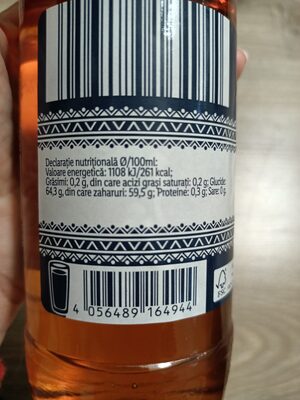 Declarație nutrițională Ø/100ml:
Valoare energetică: 1108 kJ/261 kcal;
Grăsimi: 0,2 g, din care acizi grași saturați: 0,2 g; Glucide:
64,3 g, din care zaharuri: 59,5 g; Proteine: 0,3 g; Sare: 0 g.
4 056489 164944
FSC